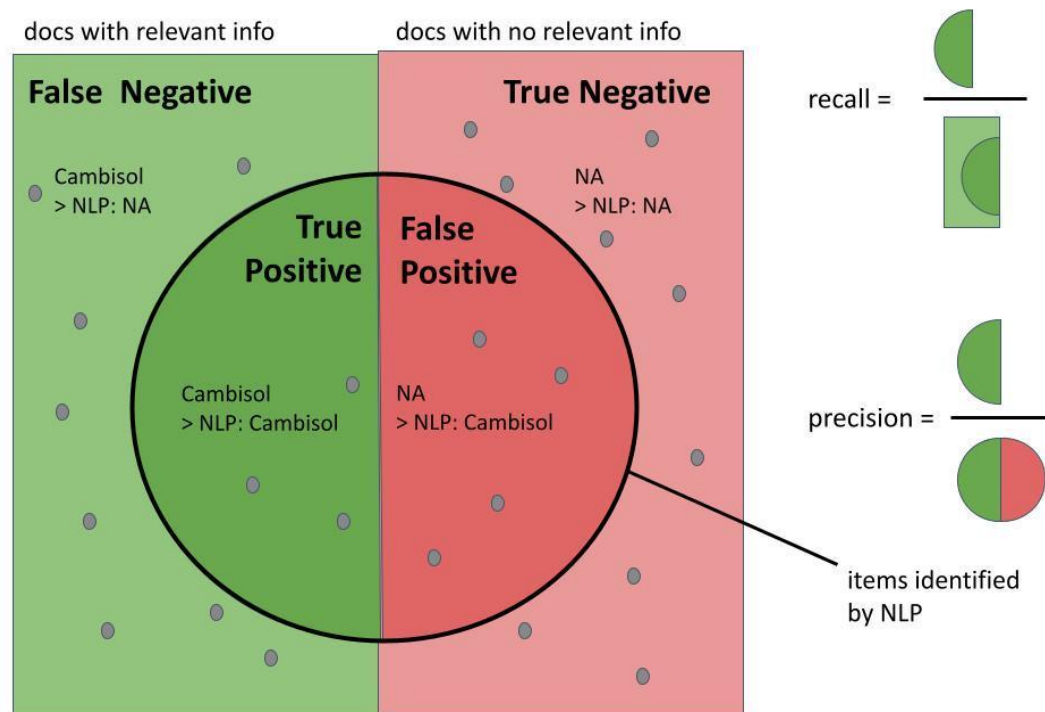 docs with relevant info
docs with no relevant info
False Negative
True Negative
recall =
Cambisol
> NLP: NA
NA
> NLP: NA
True
Positive
False
Positive
Cambisol
> NLP: Cambisol
NA
> NLP: Cambisol
precision =
items identified
by NLP